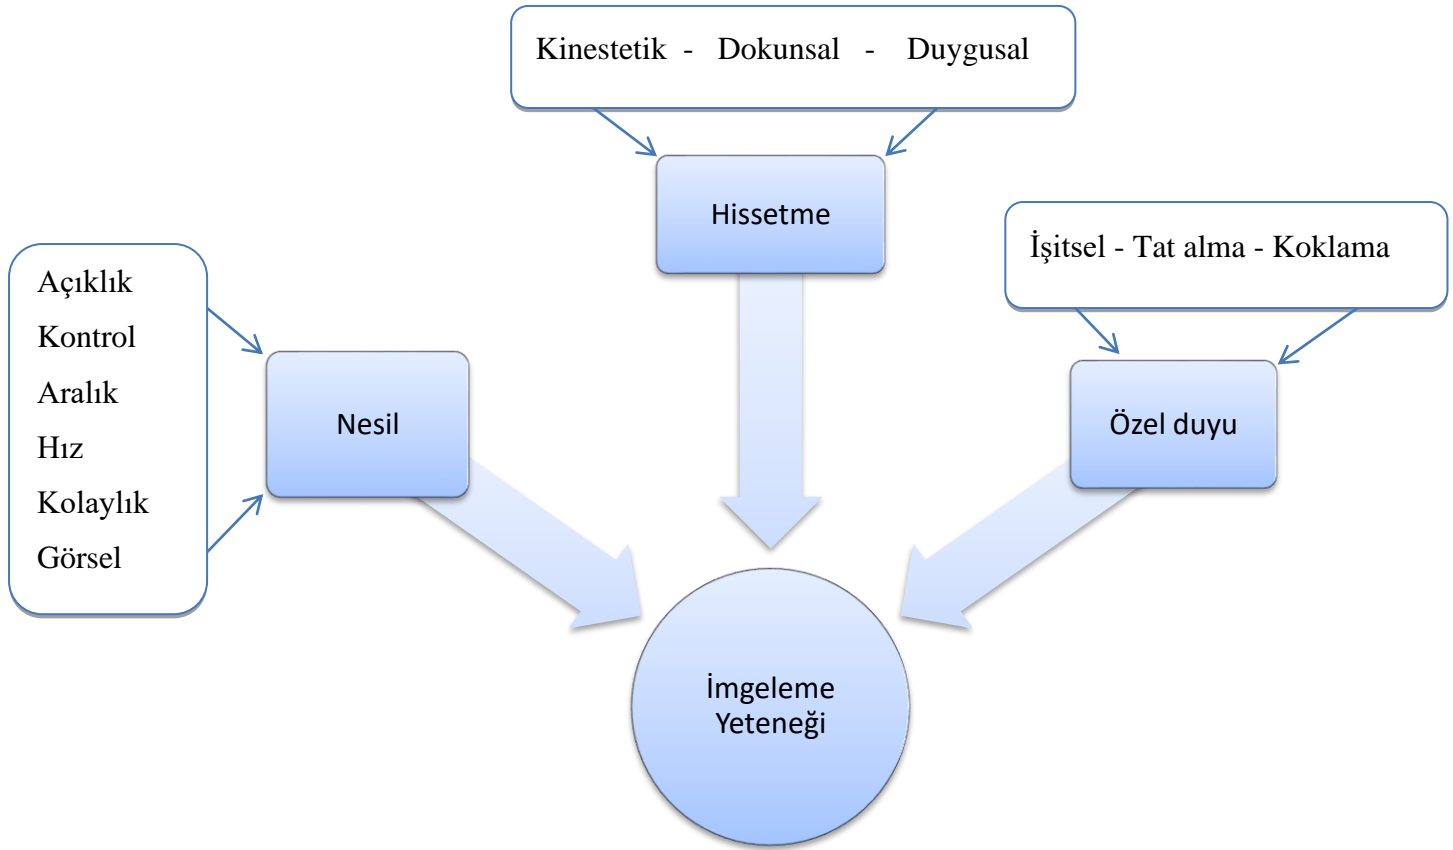 Kinestetik - Dokunsal - Duygusal
Hissetme
İşitsel - Tat alma - Koklama
Açıklık
Kontrol
Aralık
Hız
Kolaylık
Görsel
Nesil
Özel duyu
İmgeleme
Yeteneği